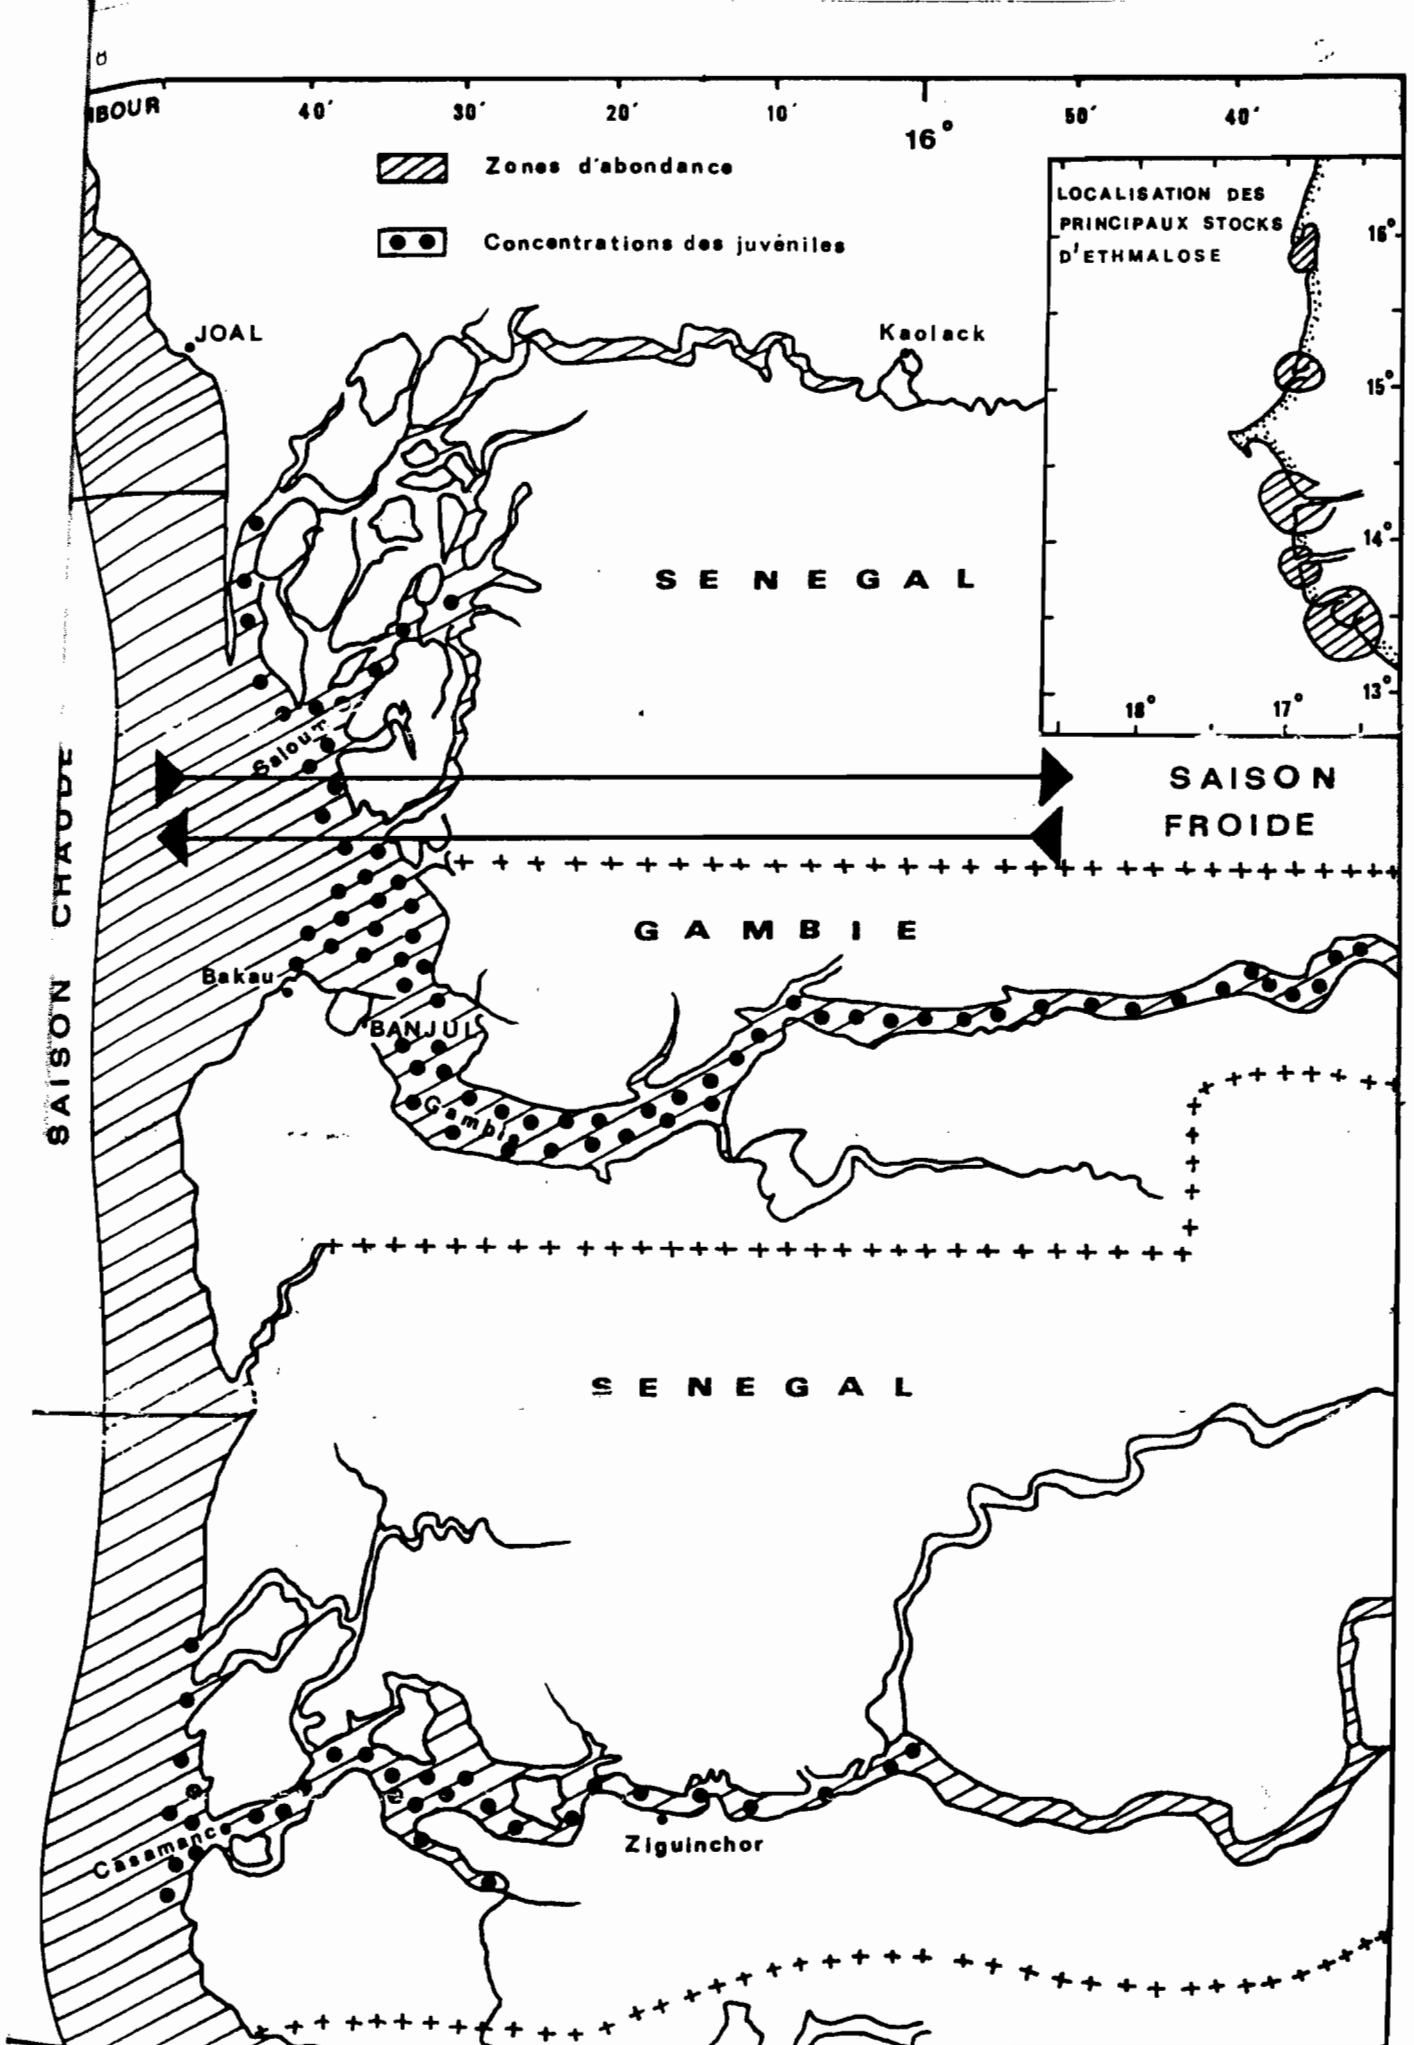 BOUR
40′ 30′ 20′ 10′ 16° 50′ 40′
Zones d'abondance
Concentrations des juvéniles
LOCALISATION DES
PRINCIPAUX STOCKS
D'ETHMALOSE
16°
15°
14°
13°
18° 17°
JOAL
Kaolack
SENEGAL
Saloum
SAISON
FROIDE
SAISON CHAUDE
GAMBIE
Bakau
BANJUL
Gambie
SENEGAL
Casamance
Ziguinchor